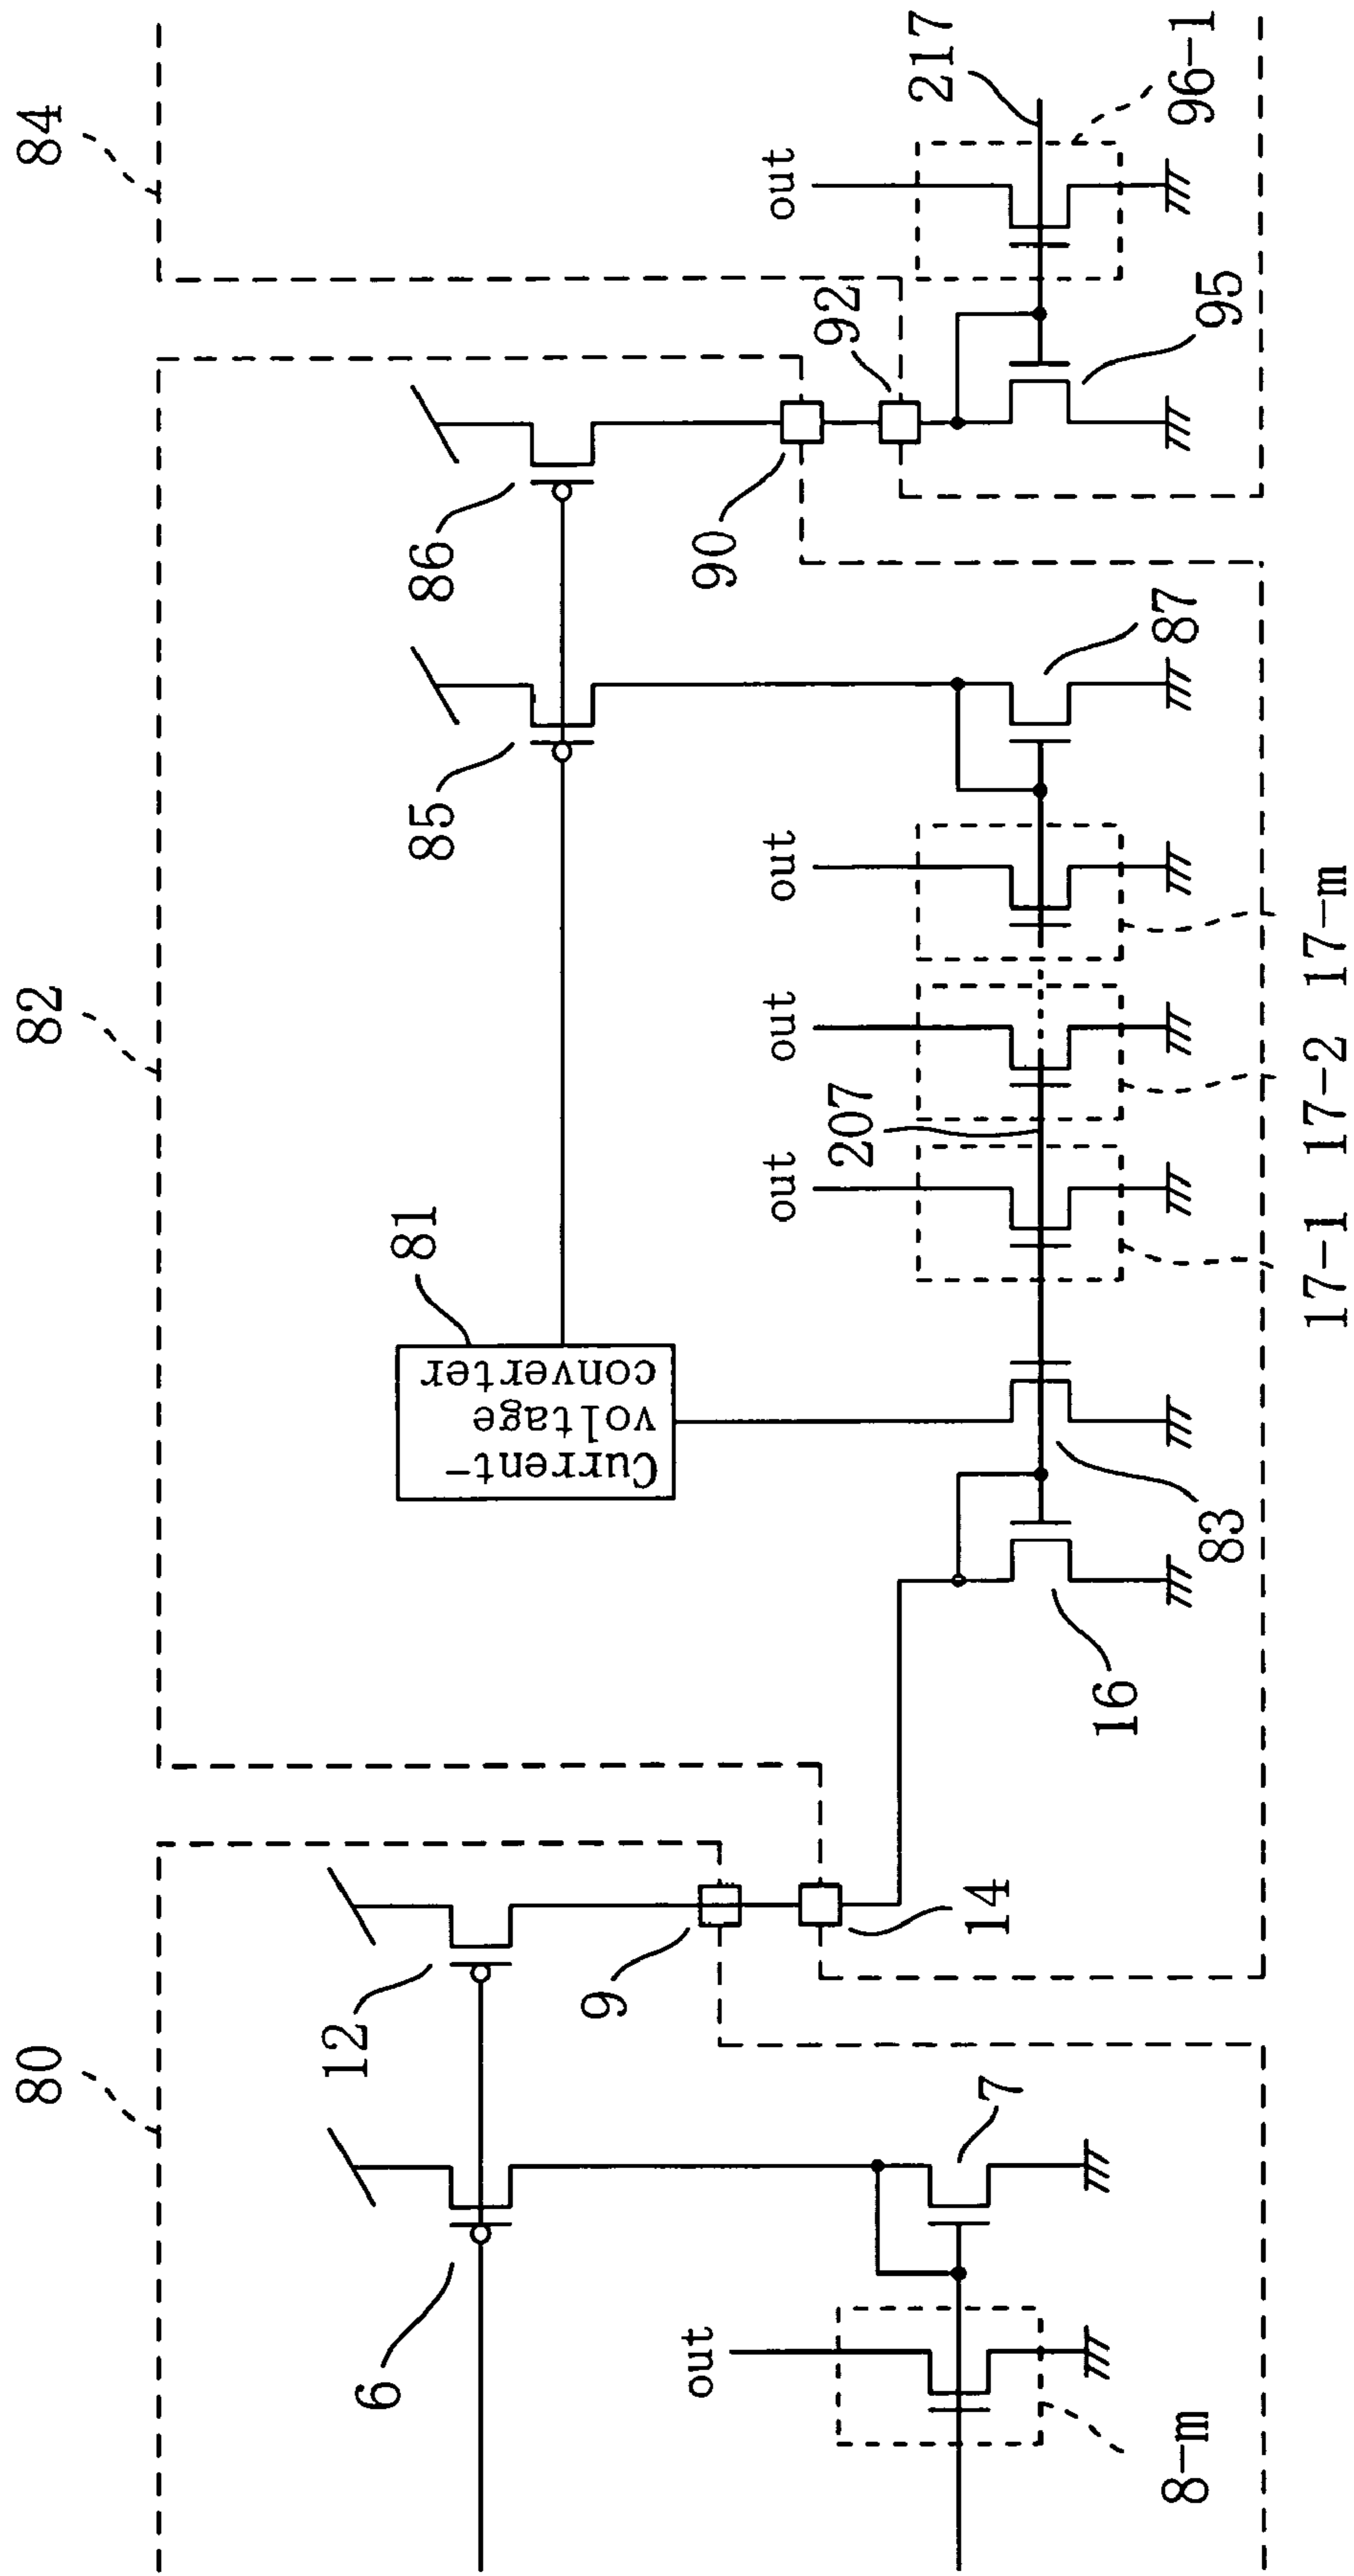 80
82
84
6
12
9
14
7
8-m
out
81
Current-
voltage
converter
85
86
90
92
16
83
out
207
out
out
87
17-1
17-2
17-m
out
217
95
96-1